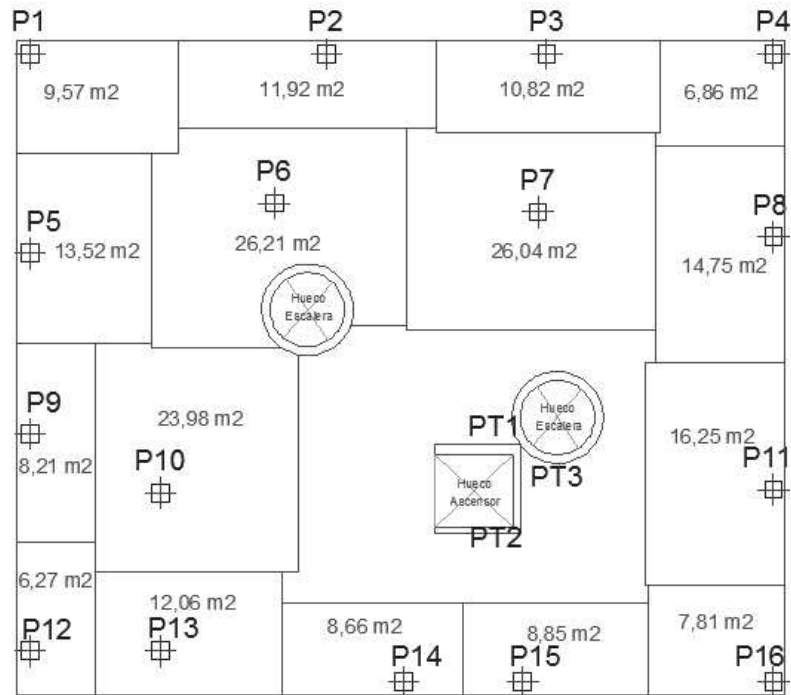 P1
P2
P3
P4
9,57 m2
11,92 m2
10,82 m2
6,86 m2
P6
P7
P5
P8
13,52 m2
26,21 m2
26,04 m2
14,75 m2
Hueco
Escalera
P9
23,98 m2
Hueco
Escalera
PT1
16,25 m2
8,21 m2
P10
PT3
P11
Hueco
Ascensor
PT2
6,27 m2
12,06 m2
P12
P13
8,66 m2
8,85 m2
7,81 m2
P14
P15
P16